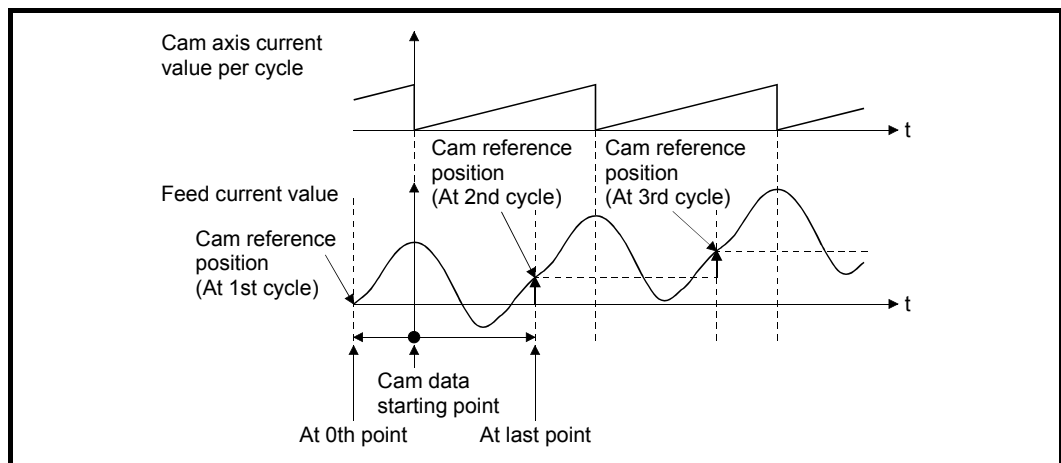 Cam axis current
value per cycle
t
Cam reference
position
(At 2nd cycle)
Cam reference
position
(At 3rd cycle)
Feed current value
Cam reference
position
(At 1st cycle)
t
Cam data
starting point
At 0th point
At last point